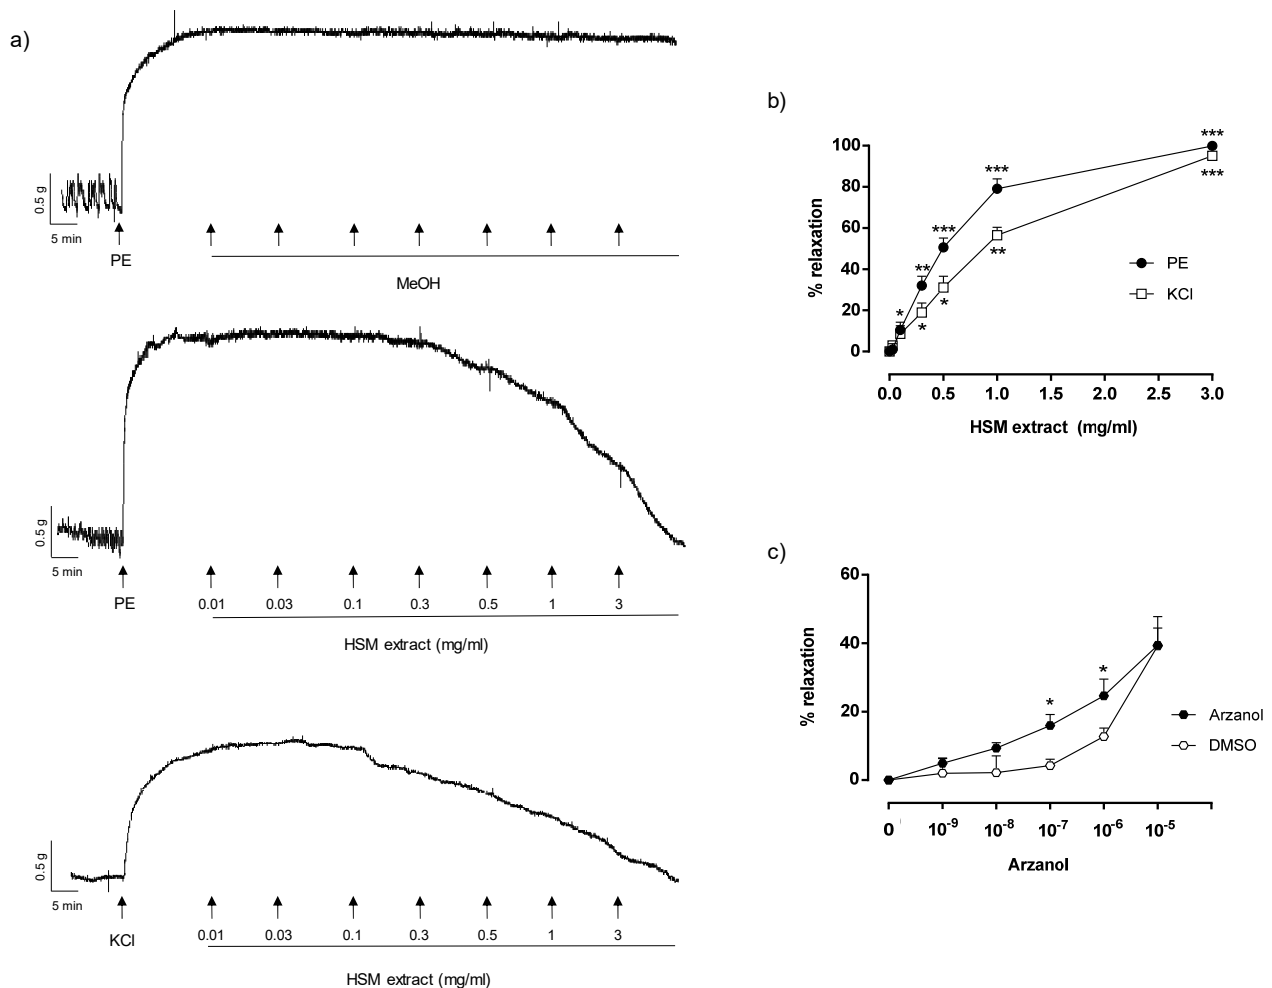 a)
0.5 g
5 min
PE
MeOH
0.5 g
5 min
PE
0.01 0.03 0.1 0.3 0.5 1 3
HSM extract (mg/ml)
0.5 g
5 min
KCl
0.01 0.03 0.1 0.3 0.5 1 3
HSM extract (mg/ml)
b)
% relaxation
100
80
60
40
20
0
***
***
***
***
**
**
*
*
*
PE
KCl
0.0 0.5 1.0 1.5 2.0 2.5 3.0
HSM extract (mg/ml)
c)
% relaxation
60
40
20
0
*
*
Arzanol
DMSO
0 10-9 10-8 10-7 10-6 10-5
Arzanol